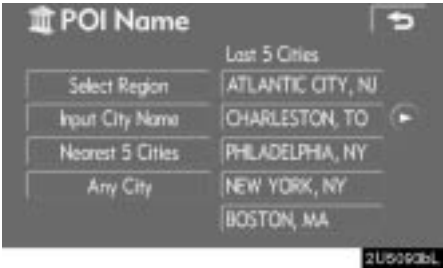 POI Name
Last 5 Cities
Select Region
ATLANTIC CITY, NJ
Input City Name
CHARLESTON, TO
Nearest 5 Cities
PHILADELPHIA, NY
Any City
NEW YORK, NY
BOSTON, MA
2U5093bL